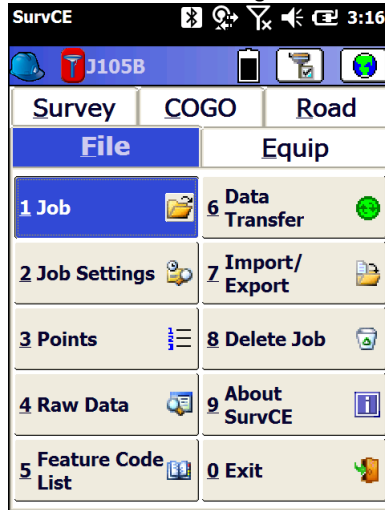 SurvCE 3:16
J105B
Survey COGO Road
File Equip
1 Job
6 Data Transfer
2 Job Settings
7 Import/ Export
3 Points
8 Delete Job
4 Raw Data
9 About SurvCE
5 Feature Code List
0 Exit